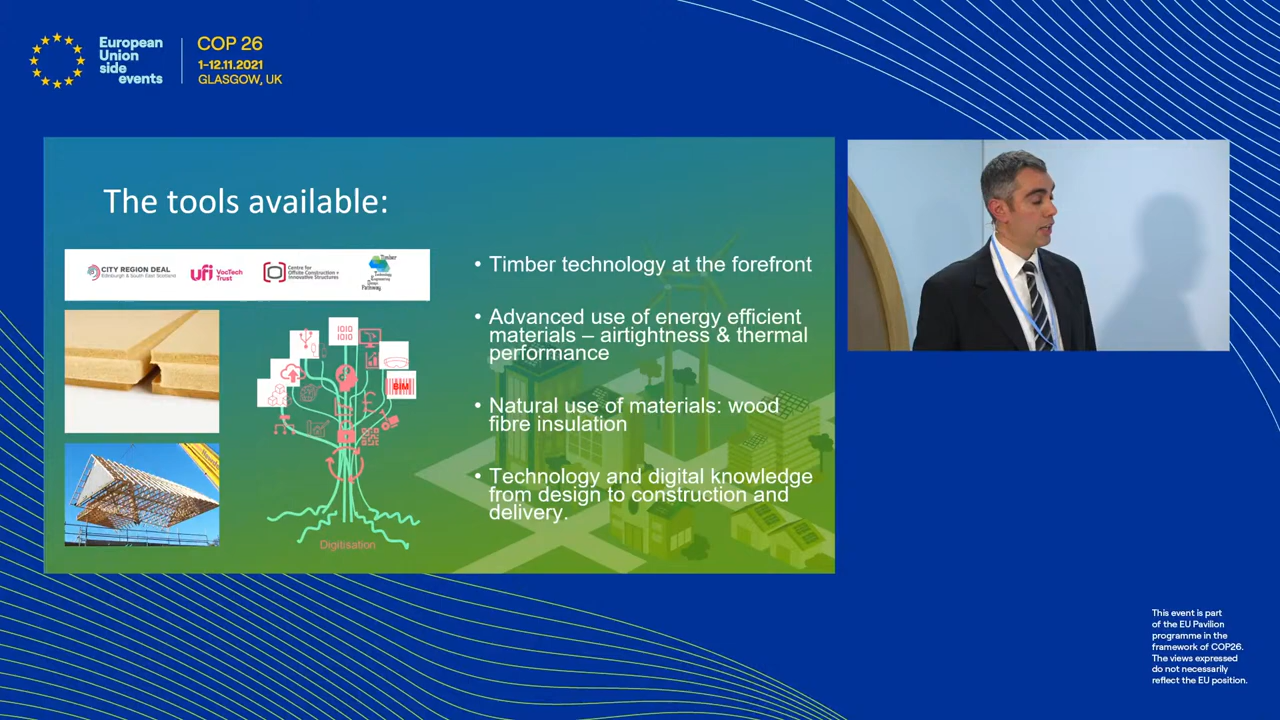 European
Union
side
events
COP 26
1-12.11.2021
GLASGOW, UK
The tools available:
CITY REGION DEAL
Edinburgh & South East Scotland
ufi VocTech
Trust
Centre for
Offsite Construction +
Innovative Structures
Timber
Technology
Engineering
Design
Pathway
1010
1010
BIM
Digitisation
• Timber technology at the forefront
• Advanced use of energy efficient
materials – airtightness & thermal
performance
• Natural use of materials: wood
fibre insulation
• Technology and digital knowledge
from design to construction and
delivery.
This event is part
of the EU Pavilion
programme in the
framework of COP26.
The views expressed
do not necessarily
reflect the EU position.